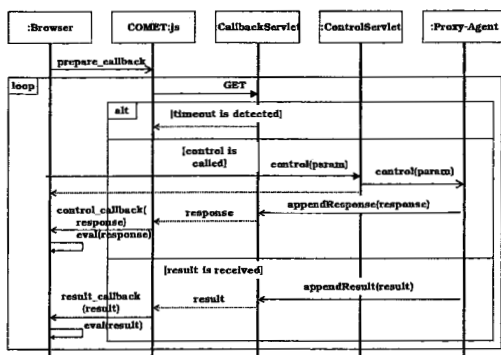 :Browser
COMET:js
:CallbackServlet
:ControlServlet
:Proxy-Agent
prepare_callback
loop
GET
alt
[timeout is detected]
[control is
called]
control(param)
control(param)
control_callback(
response)
response
appendResponse(response)
eval(response)
[result is received]
result_callback
(result)
result
appendResult(result)
eval(result)